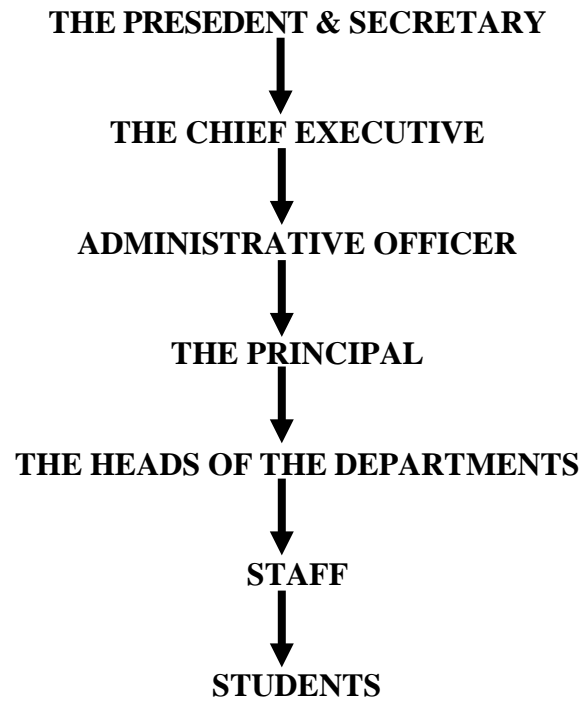 THE PRESEDENT & SECRETARY
THE CHIEF EXECUTIVE
ADMINISTRATIVE OFFICER
THE PRINCIPAL
THE HEADS OF THE DEPARTMENTS
STAFF
STUDENTS